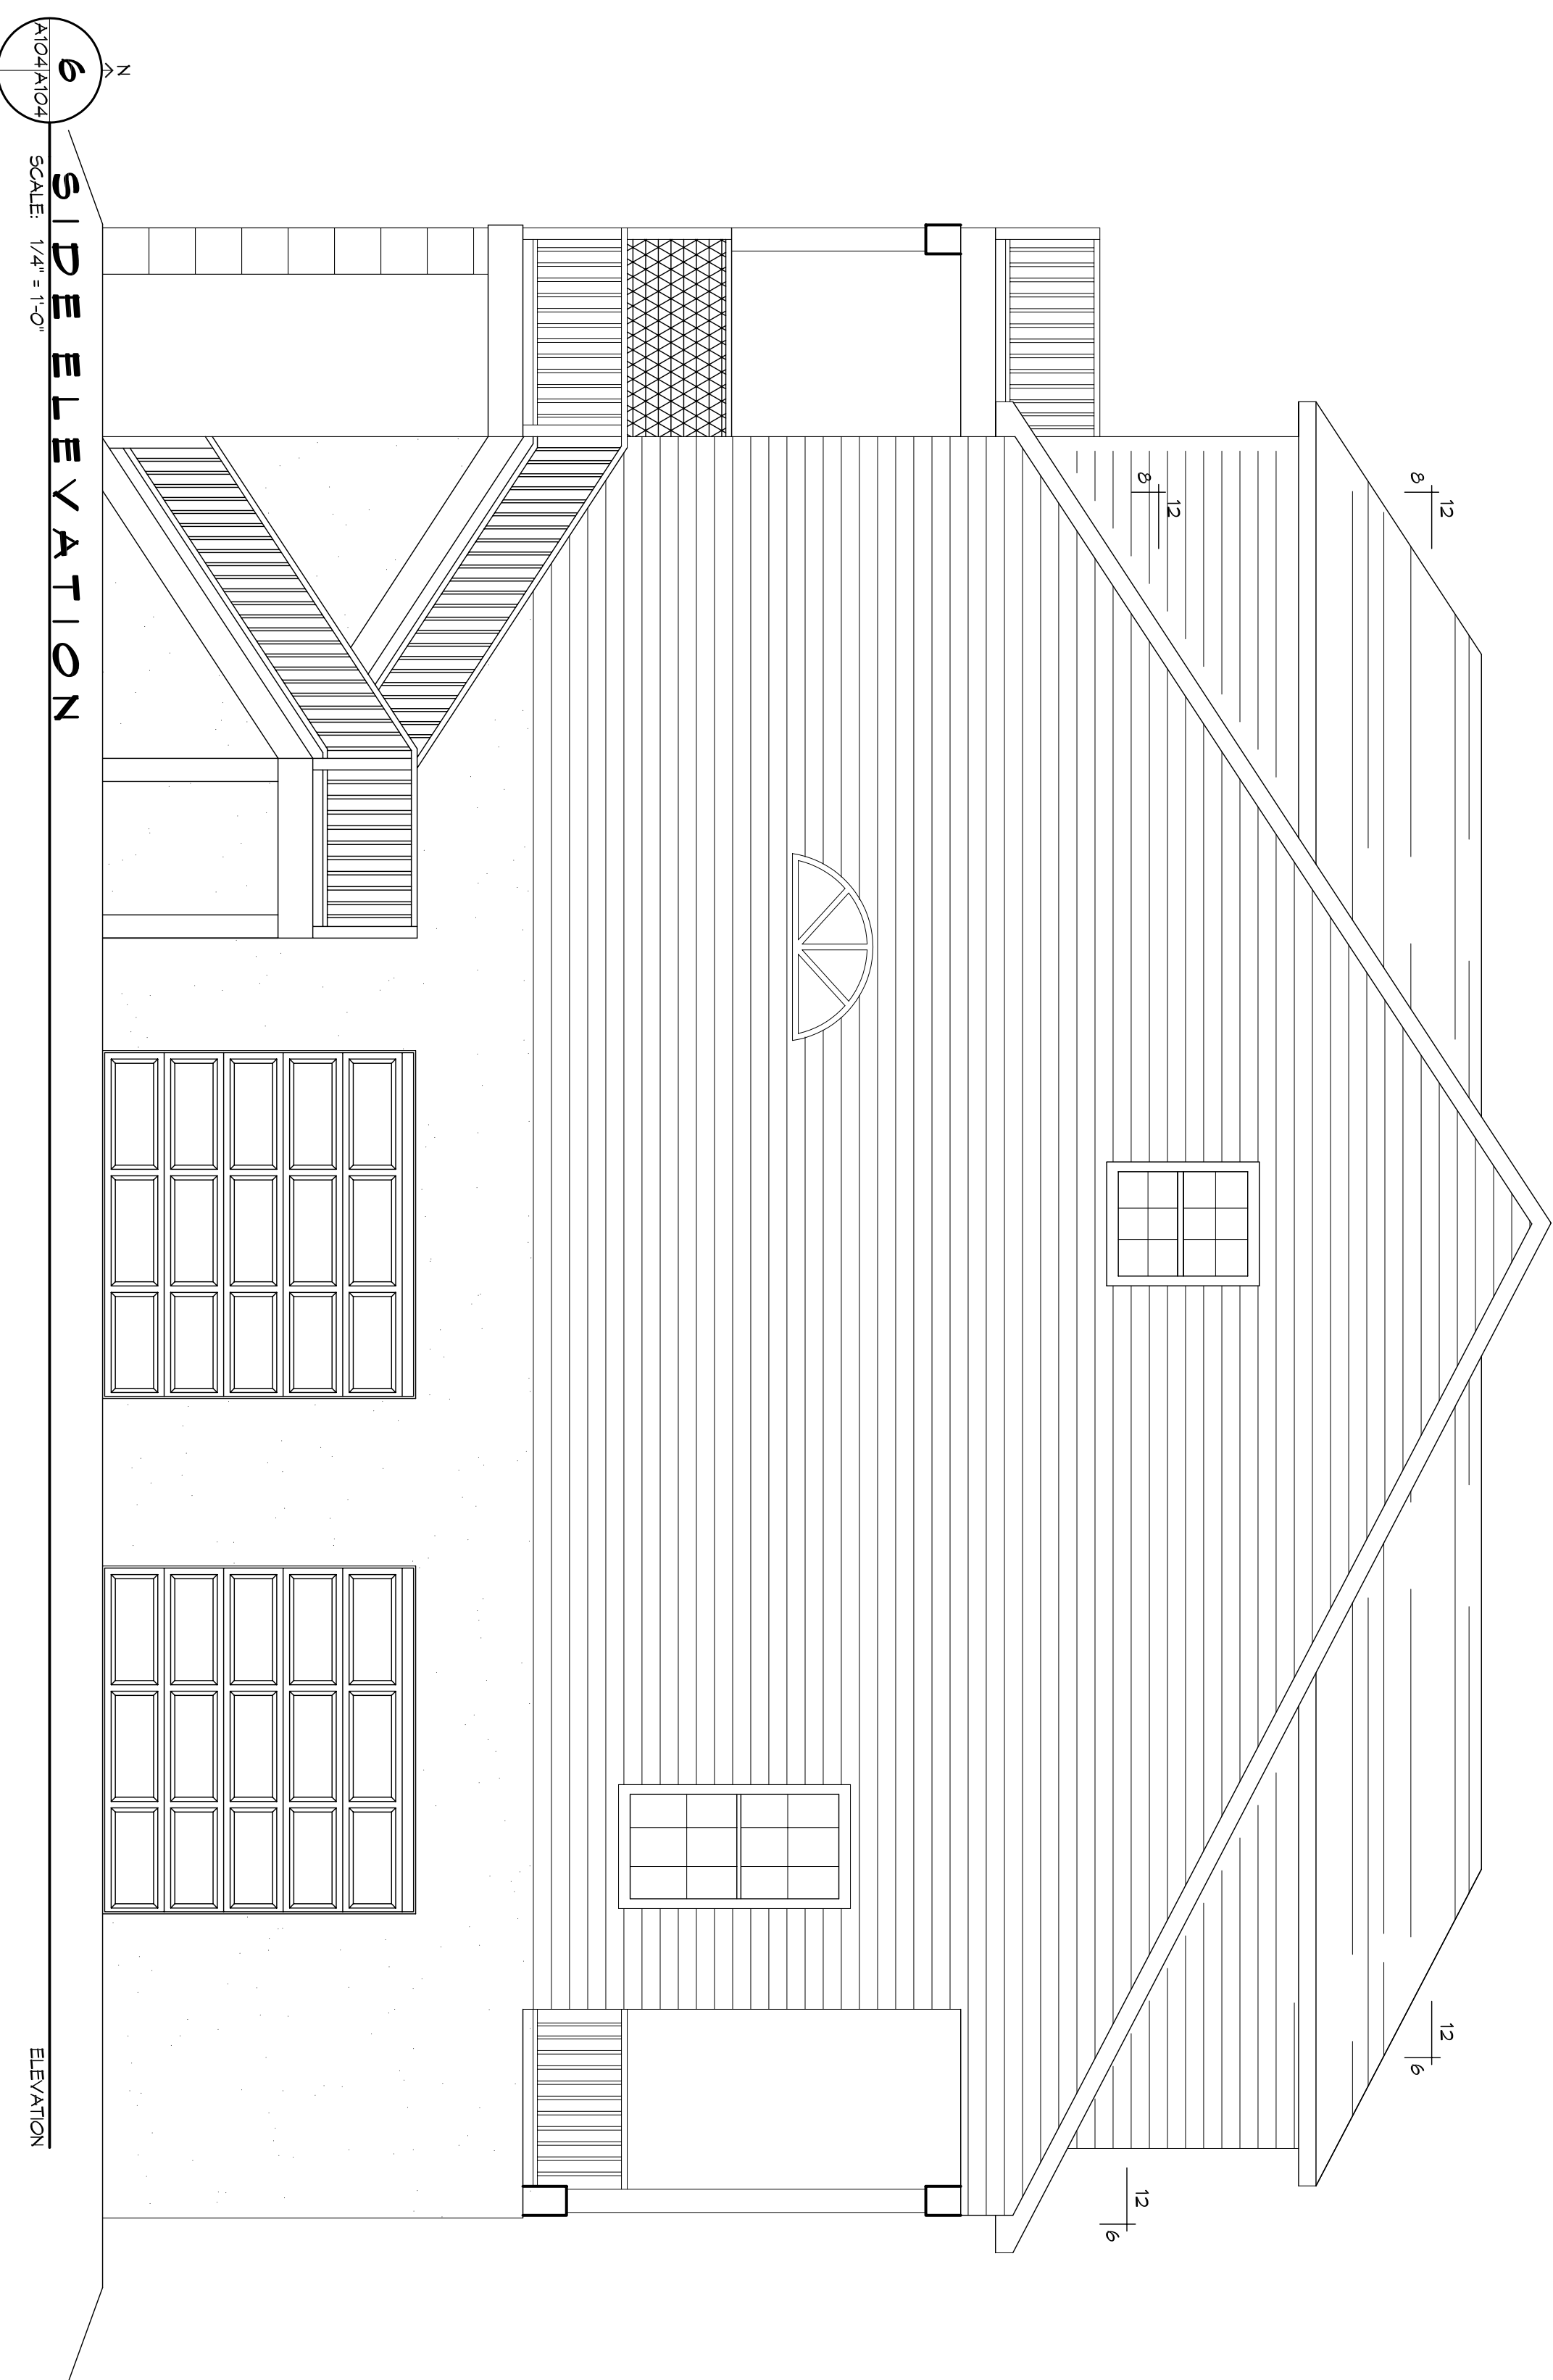 12
8
12
6
12
8
12
6
N
6
A104 A104
SIDE ELEVATION
SCALE: 1/4" = 1'-0"
ELEVATION